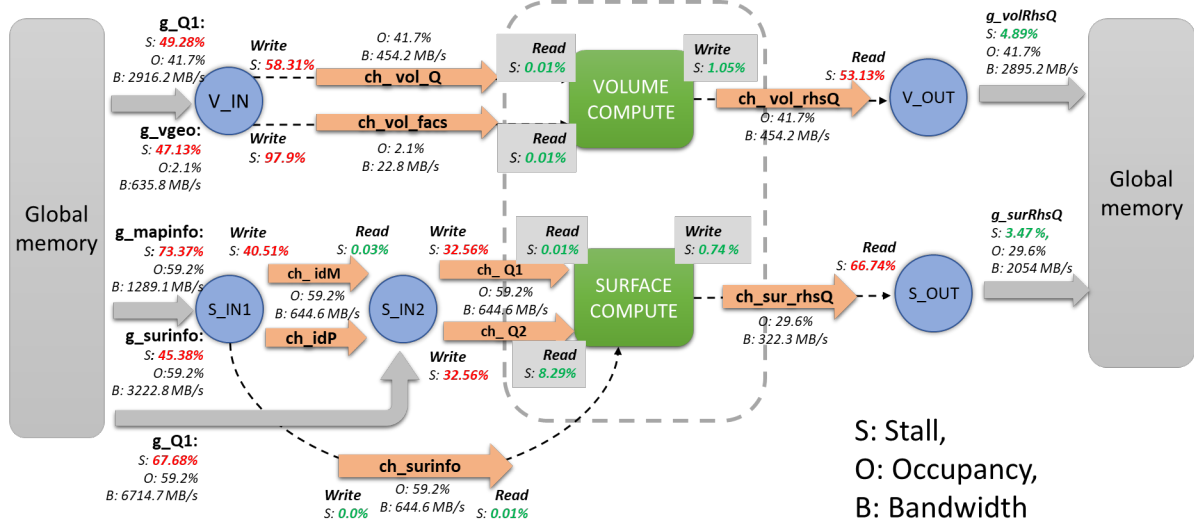 Global
memory
g_Q1:
S: 49.28%
O: 41.7%
B: 2916.2 MB/s
V_IN
g_vgeo:
S: 47.13%
O:2.1%
B:635.8 MB/s
Write
S: 58.31%
Write
S: 97.9%
O: 41.7%
B: 454.2 MB/s
ch_vol_Q
ch_vol_facs
O: 2.1%
B: 22.8 MB/s
Read
S: 0.01%
Read
S: 0.01%
VOLUME
COMPUTE
Write
S: 1.05%
ch_vol_rhsQ
O: 41.7%
B: 454.2 MB/s
Read
S: 53.13%
V_OUT
g_volRhsQ
S: 4.89%
O: 41.7%
B: 2895.2 MB/s
Global
memory
g_mapinfo:
S: 73.37%
O:59.2%
B: 1289.1 MB/s
S_IN1
g_surinfo:
S: 45.38%
O:59.2%
B: 3222.8 MB/s
Write
S: 40.51%
Read
S: 0.03%
ch_idM
O: 59.2%
B: 644.6 MB/s
ch_idP
S_IN2
Write
S: 32.56%
ch_ Q1
O: 59.2%
B: 644.6 MB/s
ch_ Q2
Write
S: 32.56%
Read
S: 0.01%
Read
S: 8.29%
SURFACE
COMPUTE
Write
S: 0.74 %
ch_sur_rhsQ
O: 29.6%
B: 322.3 MB/s
Read
S: 66.74%
S_OUT
g_surRhsQ
S: 3.47 %,
O: 29.6%
B: 2054 MB/s
g_Q1:
S: 67.68%
O: 59.2%
B: 6714.7 MB/s
ch_surinfo
Write
S: 0.0%
O: 59.2%
B: 644.6 MB/s
Read
S: 0.01%
S: Stall,
O: Occupancy,
B: Bandwidth